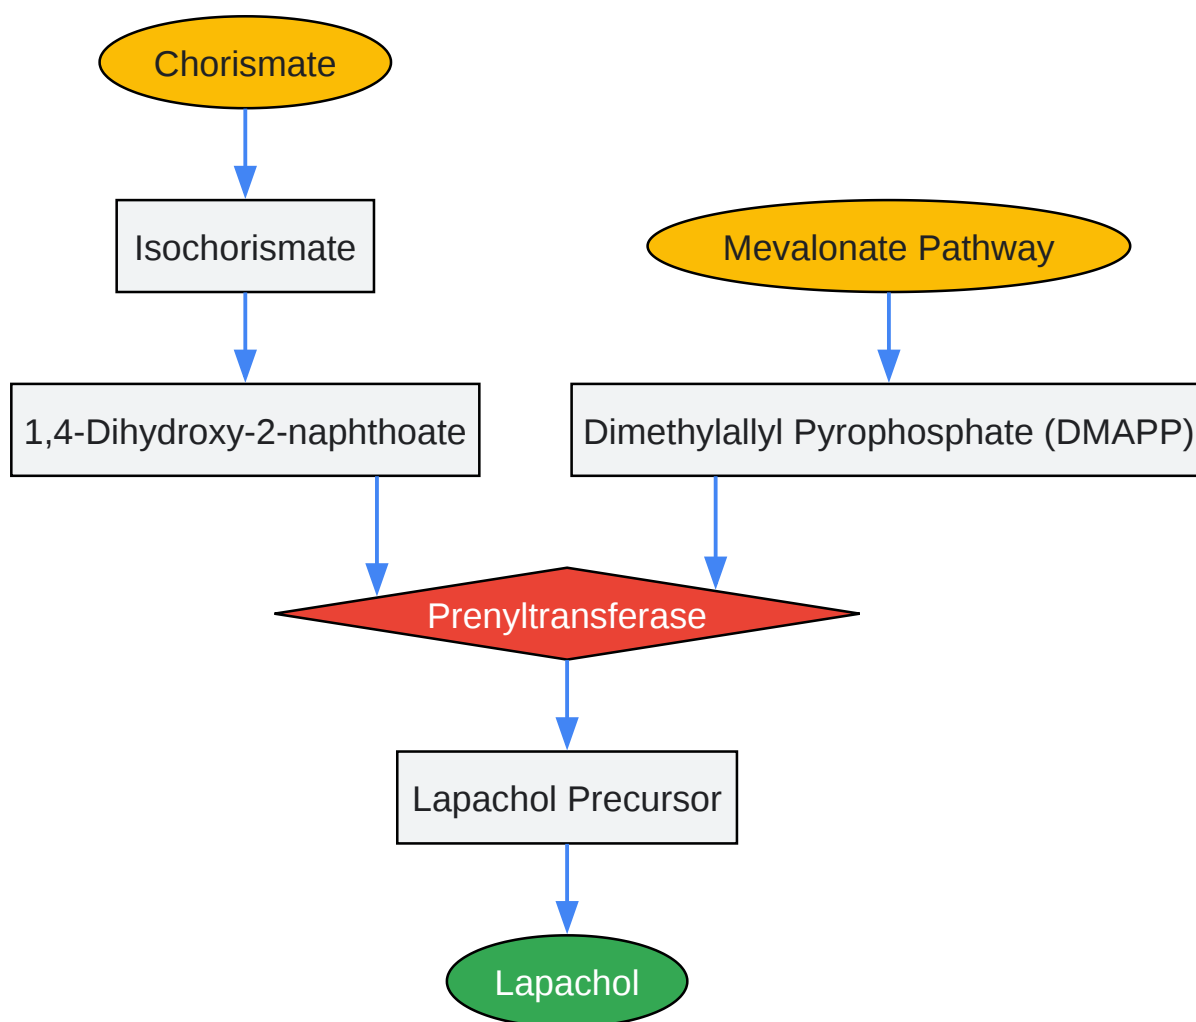 Chorismate
Isochorismate
Mevalonate Pathway
1,4-Dihydroxy-2-naphthoate
Dimethylallyl Pyrophosphate (DMAPP)
Prenyltransferase
Lapachol Precursor
Lapachol